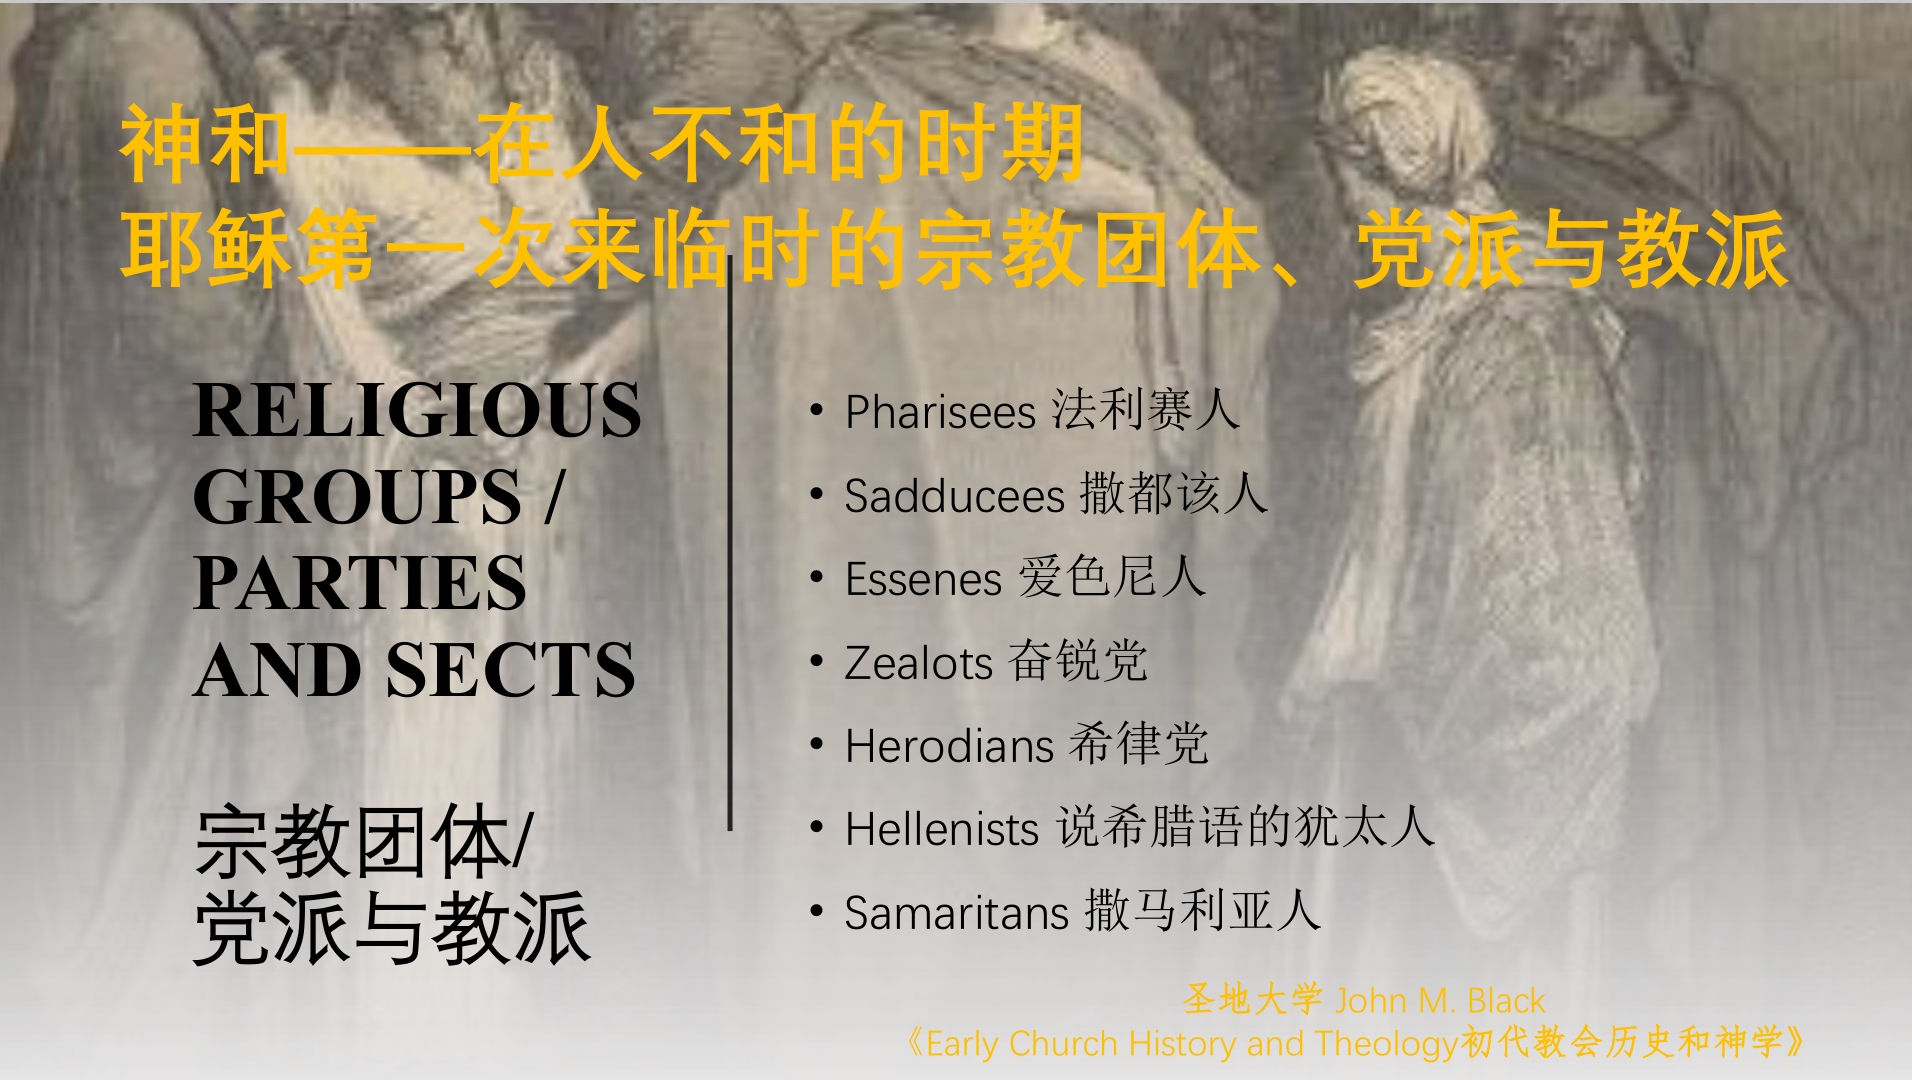 神和——在人不和的时期
耶稣第一次来临时的宗教团体、党派与教派
RELIGIOUS
GROUPS /
PARTIES
AND SECTS
宗教团体/
党派与教派
• Pharisees 法利赛人
• Sadducees 撒都该人
• Essenes 爱色尼人
• Zealots 奋锐党
• Herodians 希律党
• Hellenists 说希腊语的犹太人
• Samaritans 撒马利亚人
圣地大学 John M. Black
《Early Church History and Theology初代教会历史和神学》